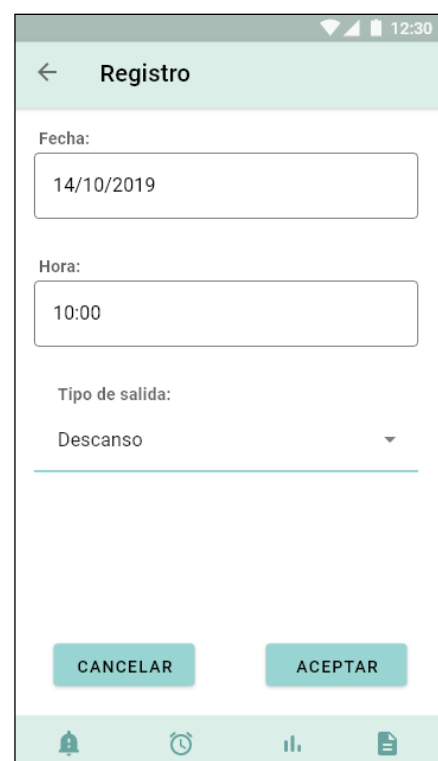 12:30
Registro
Fecha:
14/10/2019
Hora:
10:00
Tipo de salida:
Descanso
CANCELAR ACEPTAR